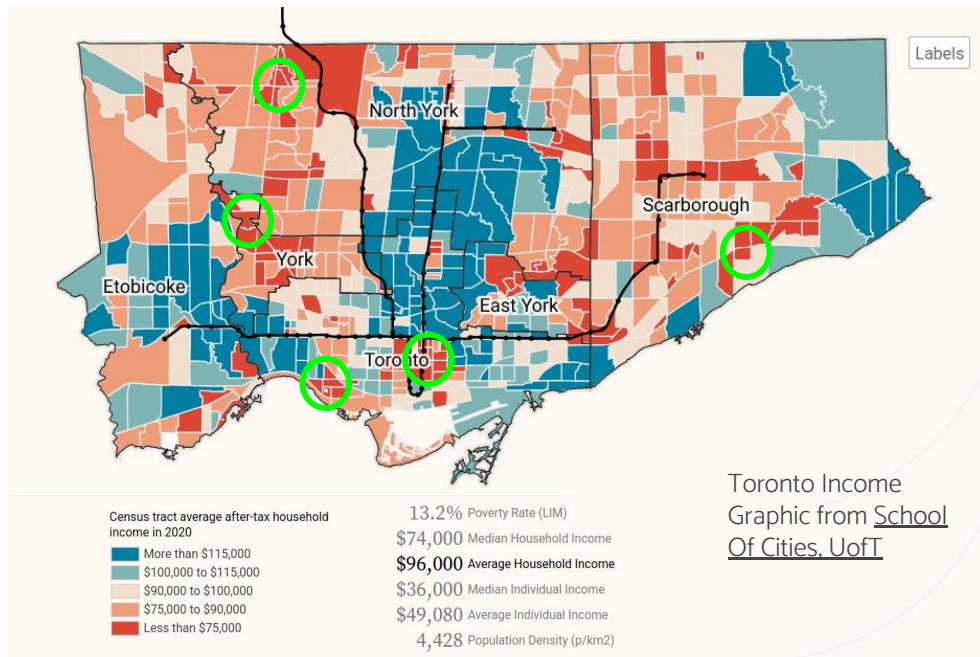 Labels
North York
Scarborough
York
Etobicoke
East York
Toronto
Toronto Income
Graphic from School
Of Cities, UofT
Census tract average after-tax household
income in 2020
More than $115,000
$100,000 to $115,000
$90,000 to $100,000
$75,000 to $90,000
Less than $75,000
13.2% Poverty Rate (LIM)
$74,000 Median Household Income
$96,000 Average Household Income
$36,000 Median Individual Income
$49,080 Average Individual Income
4,428 Population Density (p/km2)